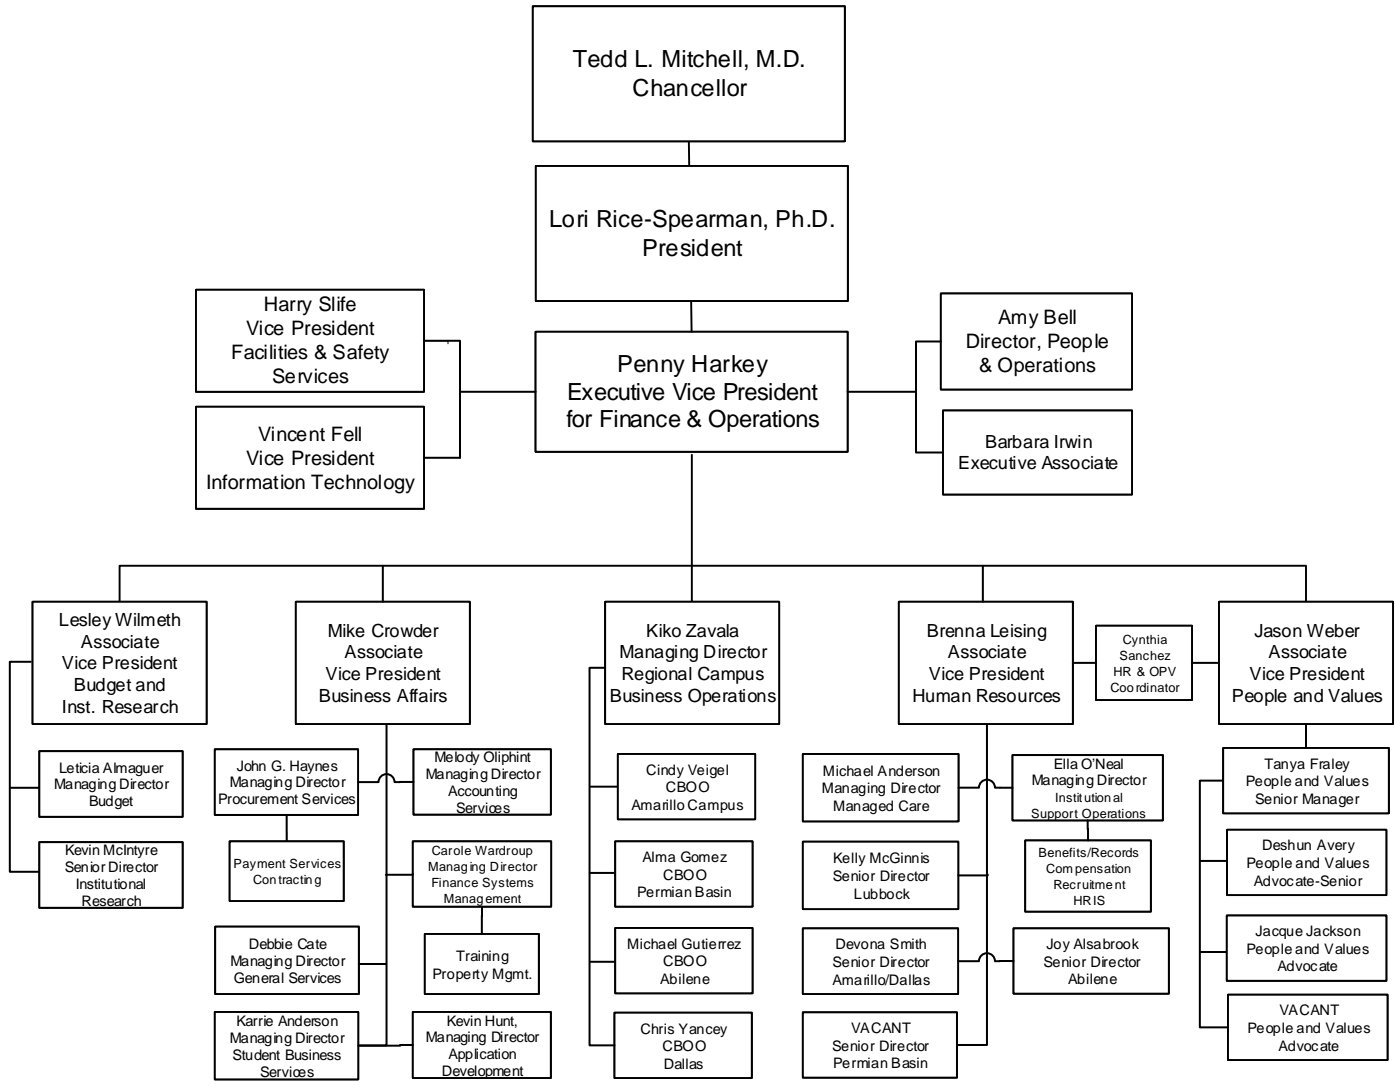 Tedd L. Mitchell, M.D.
Chancellor
Lori Rice-Spearman, Ph.D.
President
Harry Slife
Vice President
Facilities & Safety
Services
Vincent Fell
Vice President
Information Technology
Penny Harkey
Executive Vice President
for Finance & Operations
Amy Bell
Director, People
& Operations
Barbara Irwin
Executive Associate
Lesley Wilmeth
Associate
Vice President
Budget and
Inst. Research
Leticia Almaguer
Managing Director
Budget
Kevin McIntyre
Senior Director
Institutional
Research
Mike Crowder
Associate
Vice President
Business Affairs
John G. Haynes
Managing Director
Procurement Services
Melody Oliphint
Managing Director
Accounting
Services
Payment Services
Contracting
Carole Wardroup
Managing Director
Finance Systems
Management
Debbie Cate
Managing Director
General Services
Training
Property Mgmt.
Karrie Anderson
Managing Director
Student Business
Services
Kevin Hunt,
Managing Director
Application
Development
Kiko Zavala
Managing Director
Regional Campus
Business Operations
Cindy Veigel
CBOO
Amarillo Campus
Alma Gomez
CBOO
Permian Basin
Michael Gutierrez
CBOO
Abilene
Chris Yancey
CBOO
Dallas
Brenna Leising
Associate
Vice President
Human Resources
Cynthia
Sanchez
HR & OPV
Coordinator
Michael Anderson
Managing Director
Managed Care
Ella O'Neal
Managing Director
Institutional
Support Operations
Kelly McGinnis
Senior Director
Lubbock
Benefits/Records
Compensation
Recruitment
HRIS
Devona Smith
Senior Director
Amarillo/Dallas
Joy Alsabrook
Senior Director
Abilene
VACANT
Senior Director
Permian Basin
Jason Weber
Associate
Vice President
People and Values
Tanya Fraley
People and Values
Senior Manager
Deshun Avery
People and Values
Advocate-Senior
Jacque Jackson
People and Values
Advocate
VACANT
People and Values
Advocate